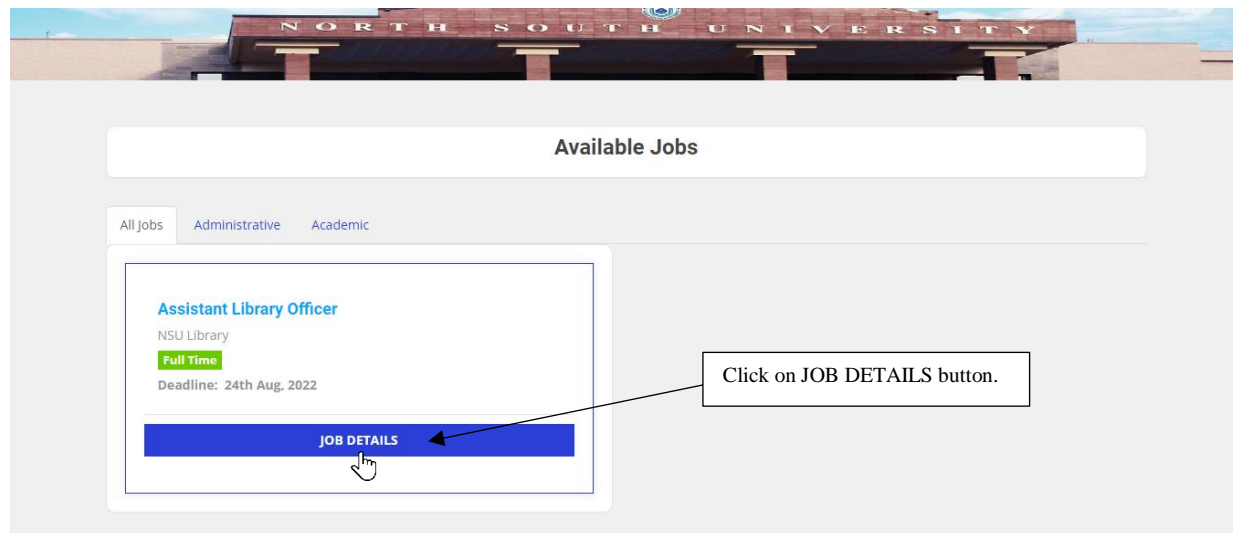 NORTH SOUTH UNIVERSITY
Available Jobs
All Jobs Administrative Academic
Assistant Library Officer
NSU Library
Full Time
Deadline: 24th Aug, 2022
Click on JOB DETAILS button.
JOB DETAILS